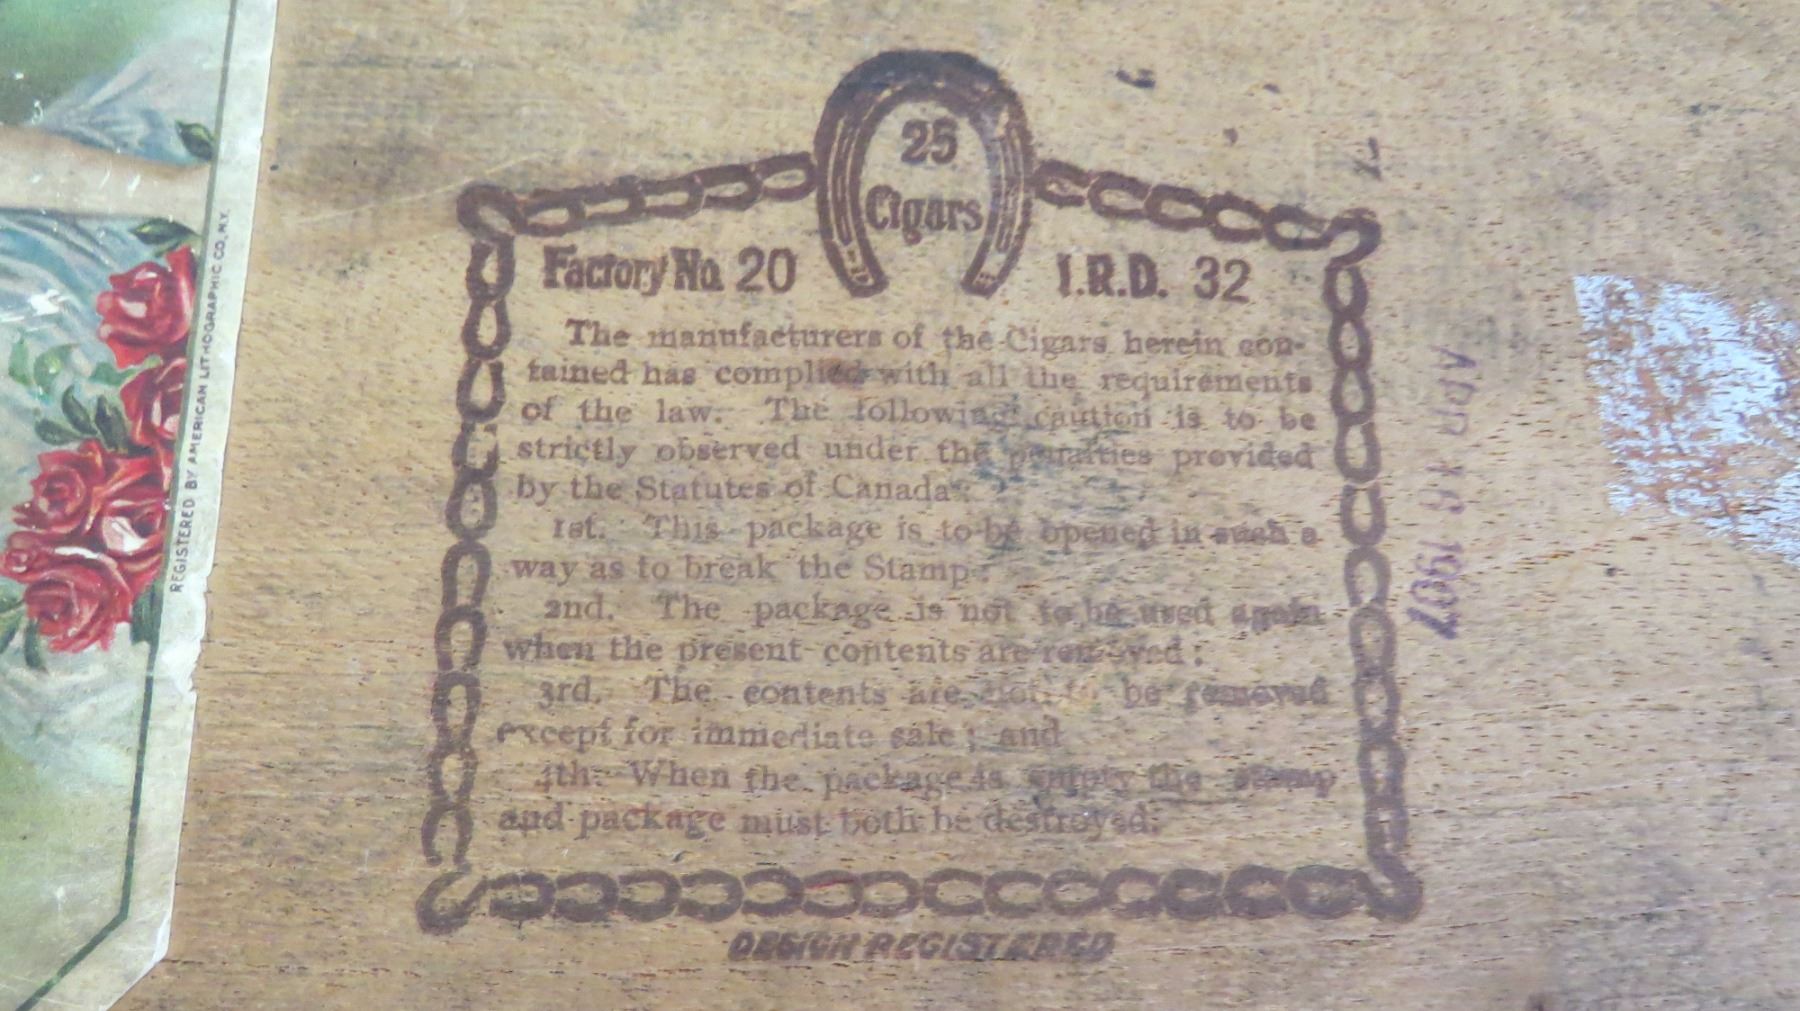 25
Cigars
Factory No. 20 I.R.D. 32
The manufacturers of the Cigars herein con-
tained has complied with all the requirements
of the law. The following caution is to be
strictly observed under the penalties provided
by the Statutes of Canada:
1st. This package is to be opened in such a
way as to break the Stamp;
2nd. The package is not to be used again
when the present contents are removed;
3rd. The contents are not to be removed
except for immediate sale; and
4th. When the package is empty the stamp
and package must both be destroyed.
DESIGN REGISTERED
REGISTERED BY AMERICAN LITHOGRAPHIC CO. N.Y.
1907